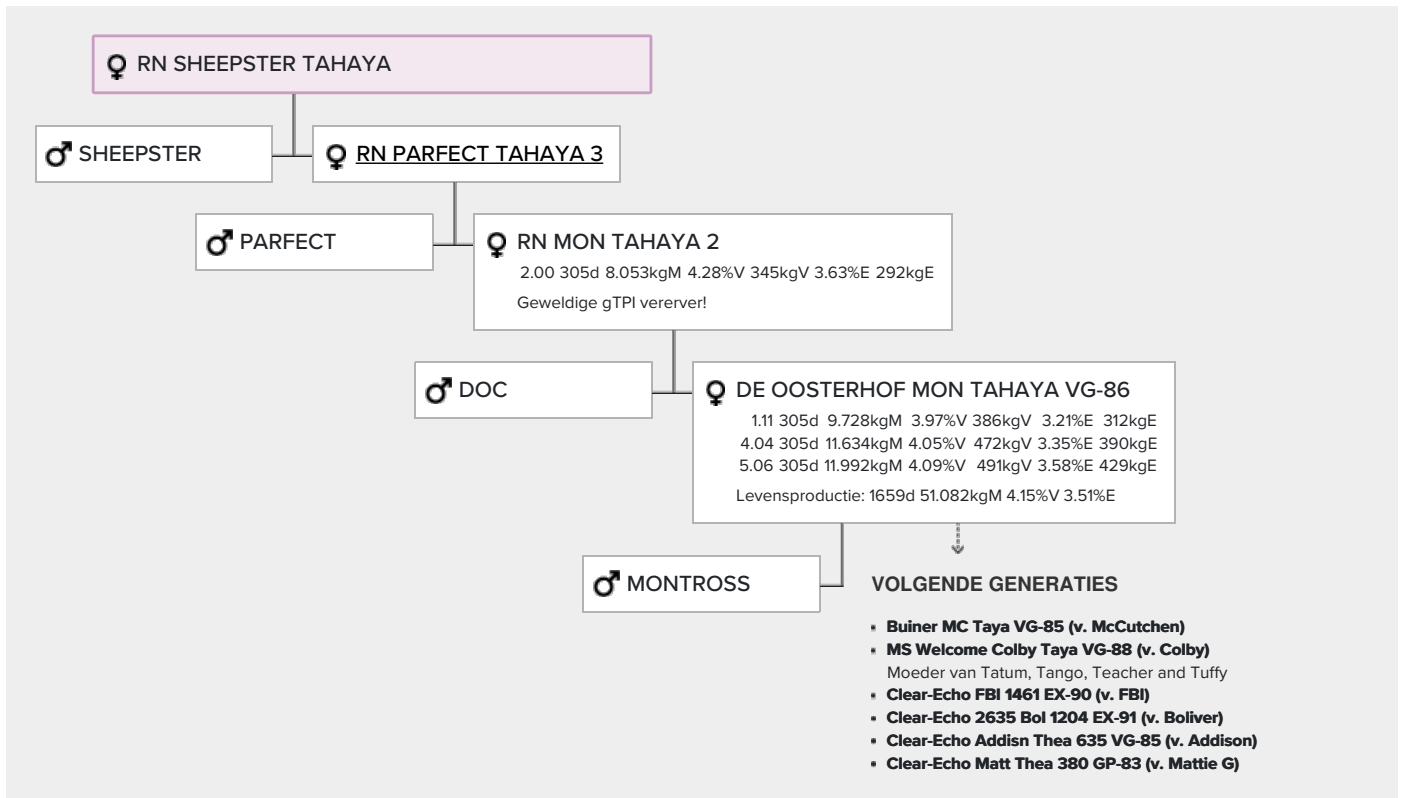 RN SHEEPSTER TAHAYA
SHEEPSTER
RN PARFECT TAHAYA 3
PARFECT
RN MON TAHAYA 2
2.00 305d 8.053kgM 4.28%V 345kgV 3.63%E 292kgE
Geweldige gTPI vererver!
DOC
DE OOSTERHOF MON TAHAYA VG-86
1.11 305d 9.728kgM 3.97%V 386kgV 3.21%E 312kgE
4.04 305d 11.634kgM 4.05%V 472kgV 3.35%E 390kgE
5.06 305d 11.992kgM 4.09%V 491kgV 3.58%E 429kgE
Levensproductie: 1659d 51.082kgM 4.15%V 3.51%E
MONTROSS
VOLGENDE GENERATIES
Buiner MC Taya VG-85 (v. McCutchen)
MS Welcome Colby Taya VG-88 (v. Colby)
Moeder van Tatum, Tango, Teacher and Tuffy
Clear-Echo FBI 1461 EX-90 (v. FBI)
Clear-Echo 2635 Bol 1204 EX-91 (v. Boliver)
Clear-Echo Addisn Thea 635 VG-85 (v. Addison)
Clear-Echo Matt Thea 380 GP-83 (v. Mattie G)